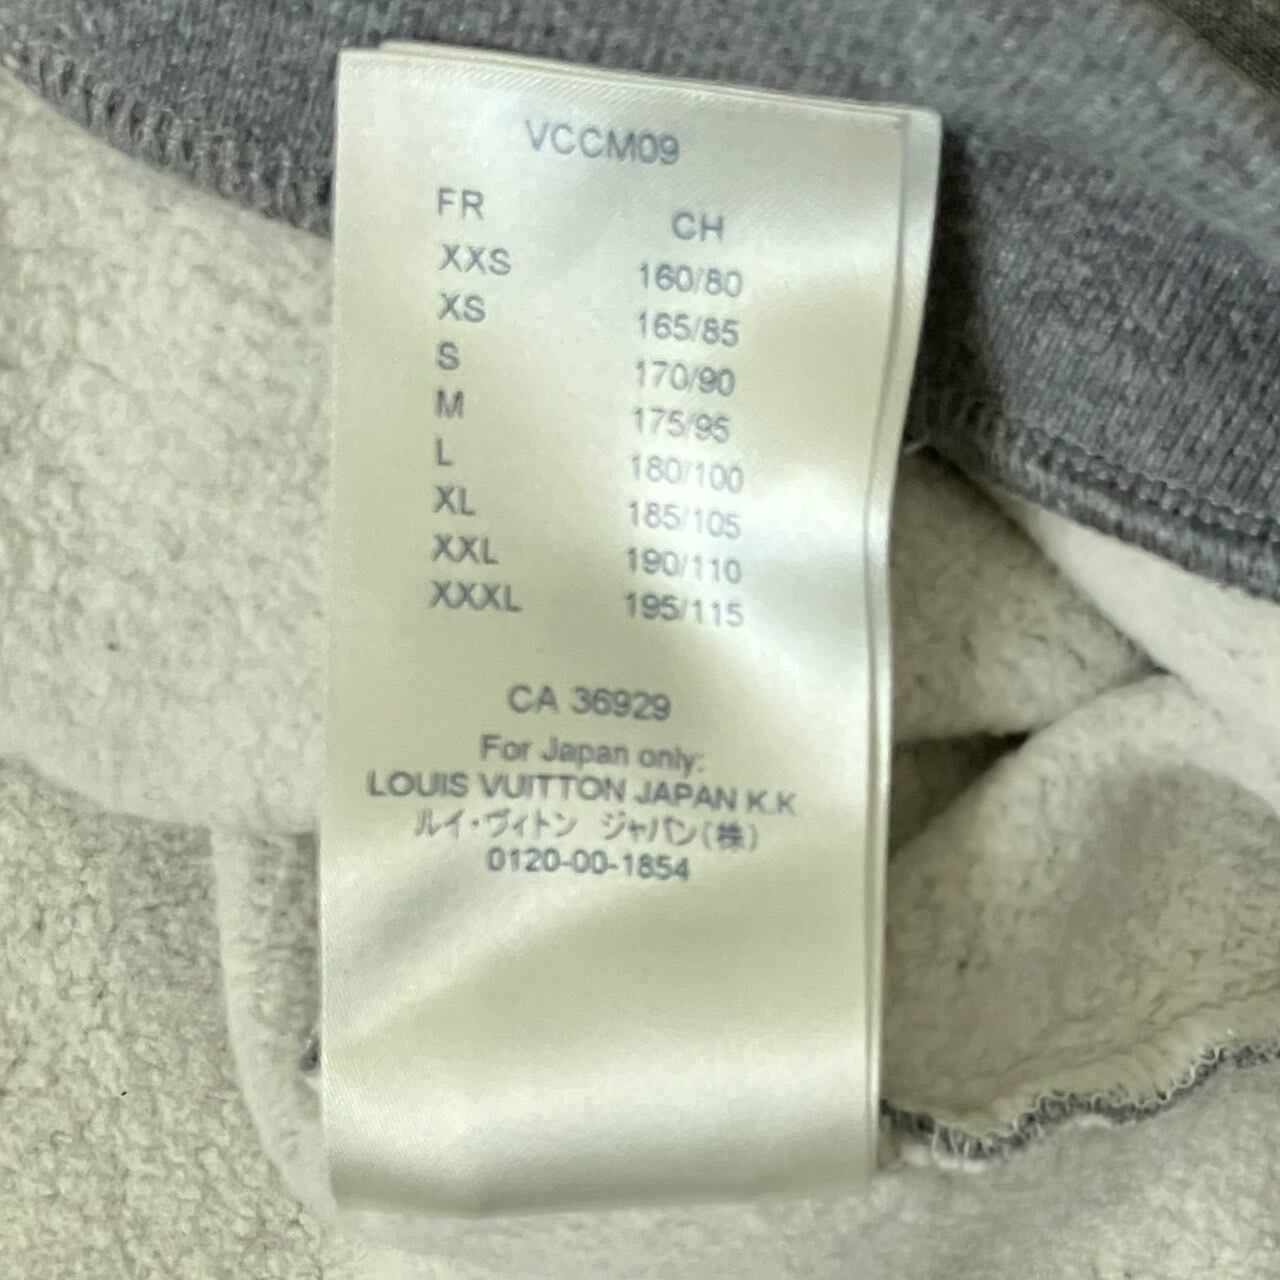 VCCM09
FR CH
XXS 160/80
XS 165/85
S 170/90
M 175/95
L 180/100
XL 185/105
XXL 190/110
XXXL 195/115
CA 36929
For Japan only:
LOUIS VUITTON JAPAN K.K
ルイ・ヴィトン ジャパン(株)
0120-00-1854